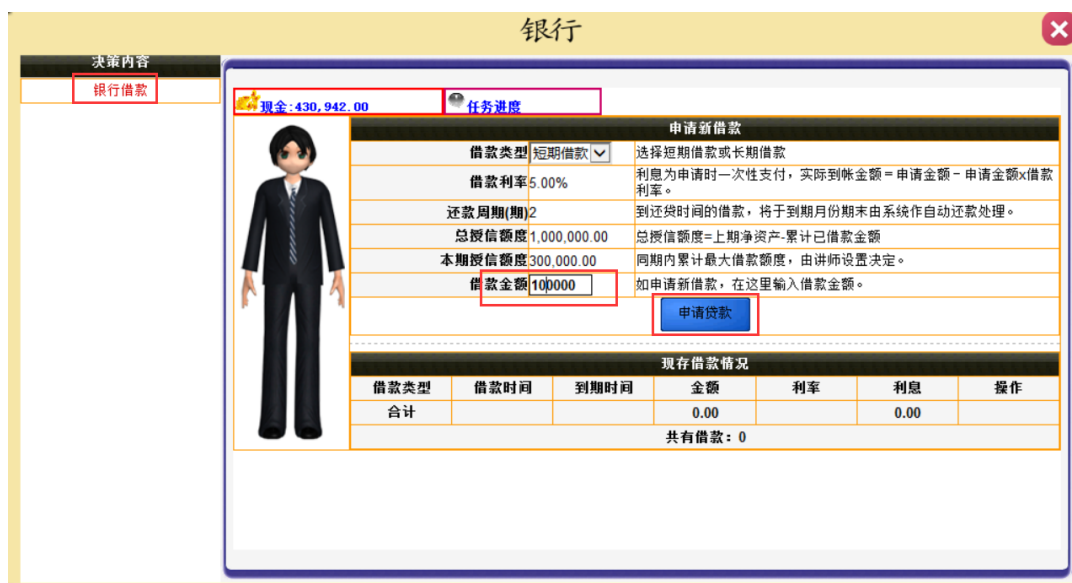 银行
决策内容
银行借款
现金:430,942.00 任务进度
申请新借款
借款类型 短期借款 选择短期借款或长期借款
借款利率 5.00% 利息为申请时一次性支付，实际到帐金额=申请金额-申请金额x借款
利率。
还款周期(期) 2 到还贷时间的借款，将于到期月份期末由系统作自动还款处理。
总授信额度 1,000,000.00 总授信额度=上期净资产-累计已借款金额
本期授信额度 300,000.00 同期内累计最大借款额度，由讲师设置决定。
借款金额 100000 如申请新借款，在这里输入借款金额。
申请贷款
现存借款情况
借款类型 借款时间 到期时间 金额 利率 利息 操作
合计 0.00 0.00
共有借款：0